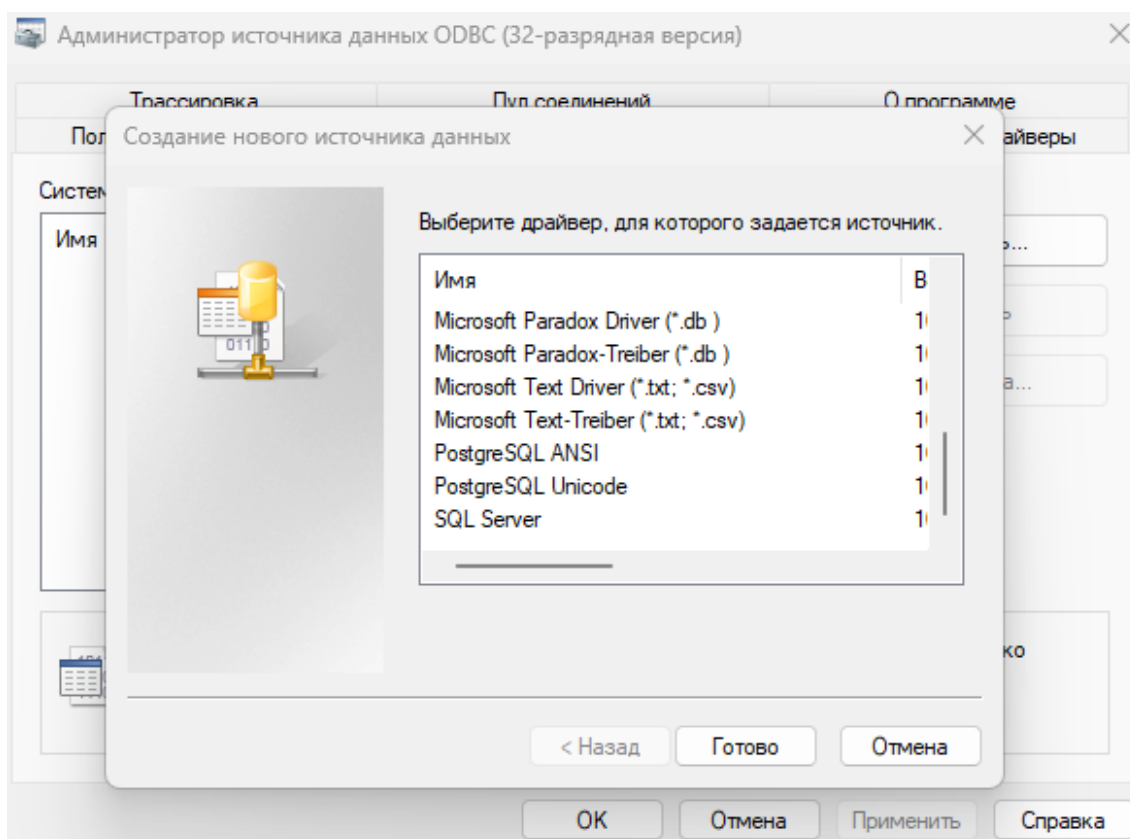 Администратор источника данных ODBC (32-разрядная версия)
Трассировка Пул соединений О программе
Создание нового источника данных
Выберите драйвер, для которого задается источник.
Имя
Имя
Microsoft Paradox Driver (*.db )
Microsoft Paradox-Treiber (*.db )
Microsoft Text Driver (*.txt; *.csv)
Microsoft Text-Treiber (*.txt; *.csv)
PostgreSQL ANSI
PostgreSQL Unicode
SQL Server
< Назад Готово Отмена
OK Отмена Применить Справка